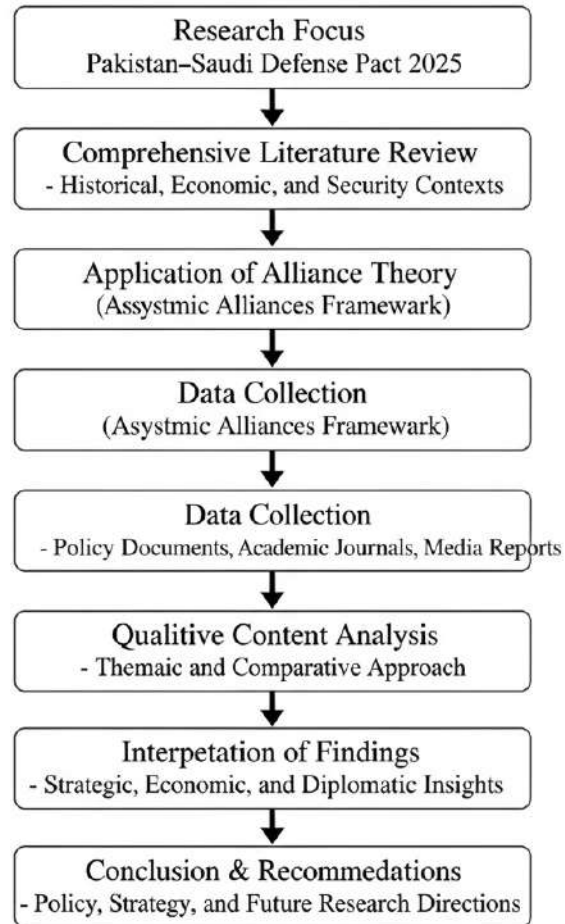 Research Focus
Pakistan–Saudi Defense Pact 2025
Comprehensive Literature Review
- Historical, Economic, and Security Contexts
Application of Alliance Theory
(Assystmic Alliances Framewark)
Data Collection
(Asystmic Alliances Framework)
Data Collection
- Policy Documents, Academic Journals, Media Reports
Qualitive Content Analysis
- Themaic and Comparative Approach
Interpetation of Findings
- Strategic, Economic, and Diplomatic Insights
Conclusion & Recommedations
- Policy, Strategy, and Future Research Directions